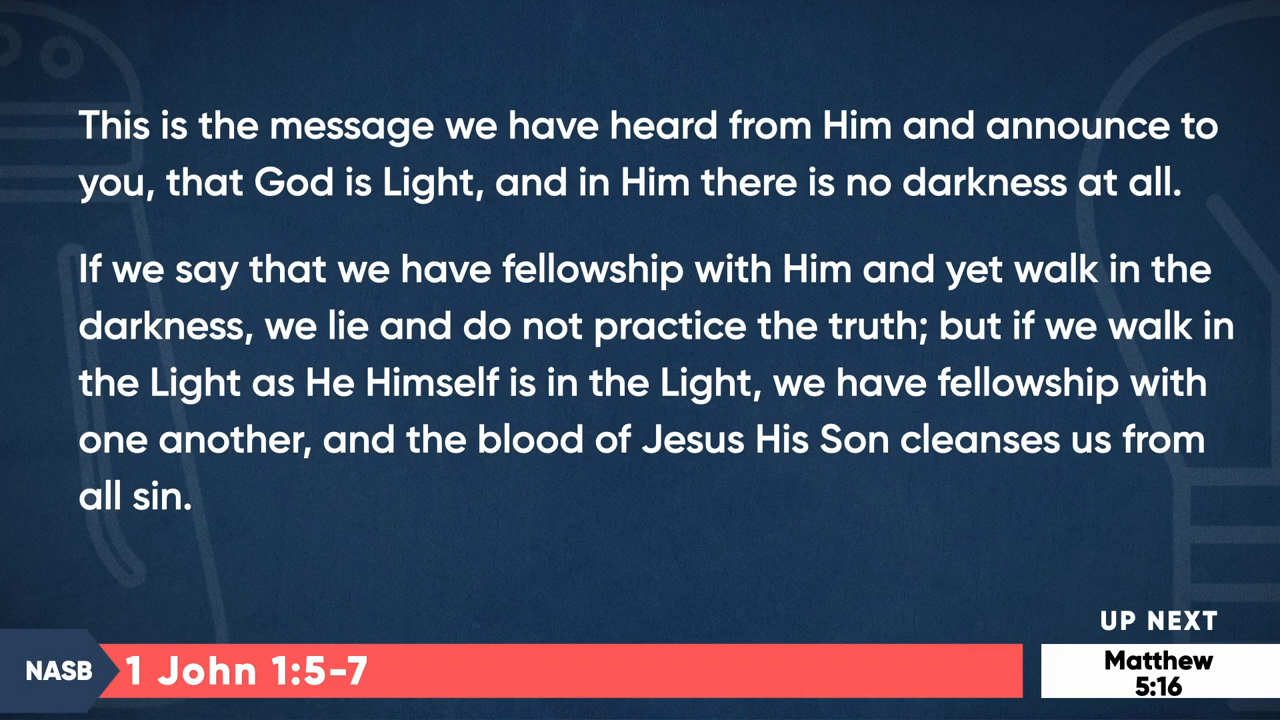 This is the message we have heard from Him and announce to
you, that God is Light, and in Him there is no darkness at all.
If we say that we have fellowship with Him and yet walk in the
darkness, we lie and do not practice the truth; but if we walk in
the Light as He Himself is in the Light, we have fellowship with
one another, and the blood of Jesus His Son cleanses us from
all sin.
UP NEXT
NASB 1 John 1:5-7
Matthew
5:16